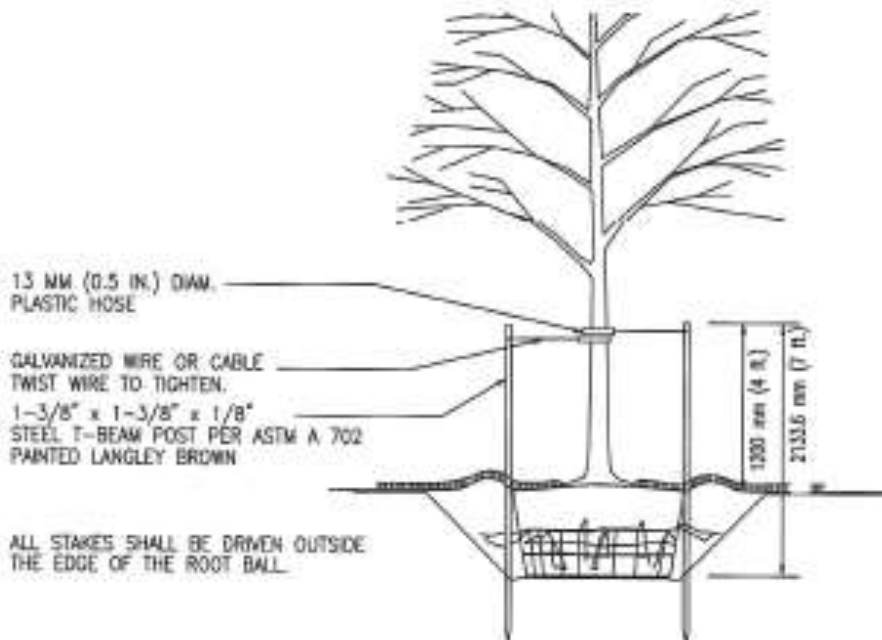 13 MM (0.5 IN.) DIAM.
PLASTIC HOSE
GALVANIZED WIRE OR CABLE
TWIST WIRE TO TIGHTEN.
1-3/8" x 1-3/8" x 1/8"
STEEL T-BEAM POST PER ASTM A 702
PAINTED LANGLEY BROWN
ALL STAKES SHALL BE DRIVEN OUTSIDE
THE EDGE OF THE ROOT BALL.
1200 mm (4 ft.)
2133.6 mm (7 ft.)